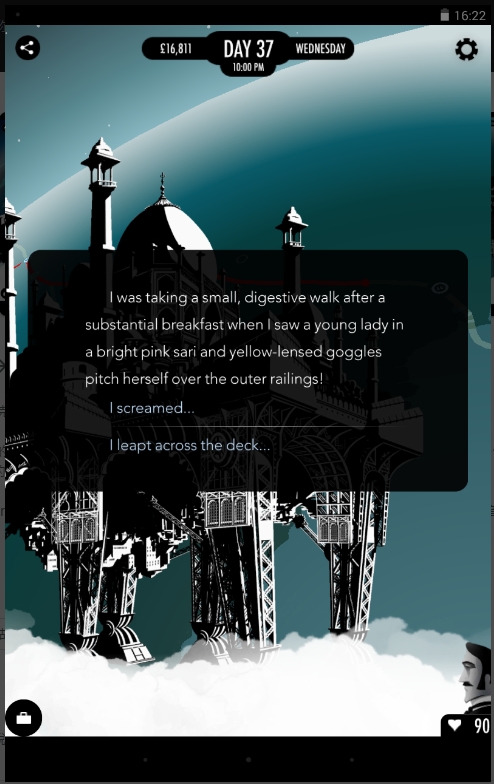 16:22
£16,811
DAY 37
WEDNESDAY
10:00 PM
I was taking a small, digestive walk after a
substantial breakfast when I saw a young lady in
a bright pink sari and yellow-lensed goggles
pitch herself over the outer railings!
I screamed...
I leapt across the deck...
90